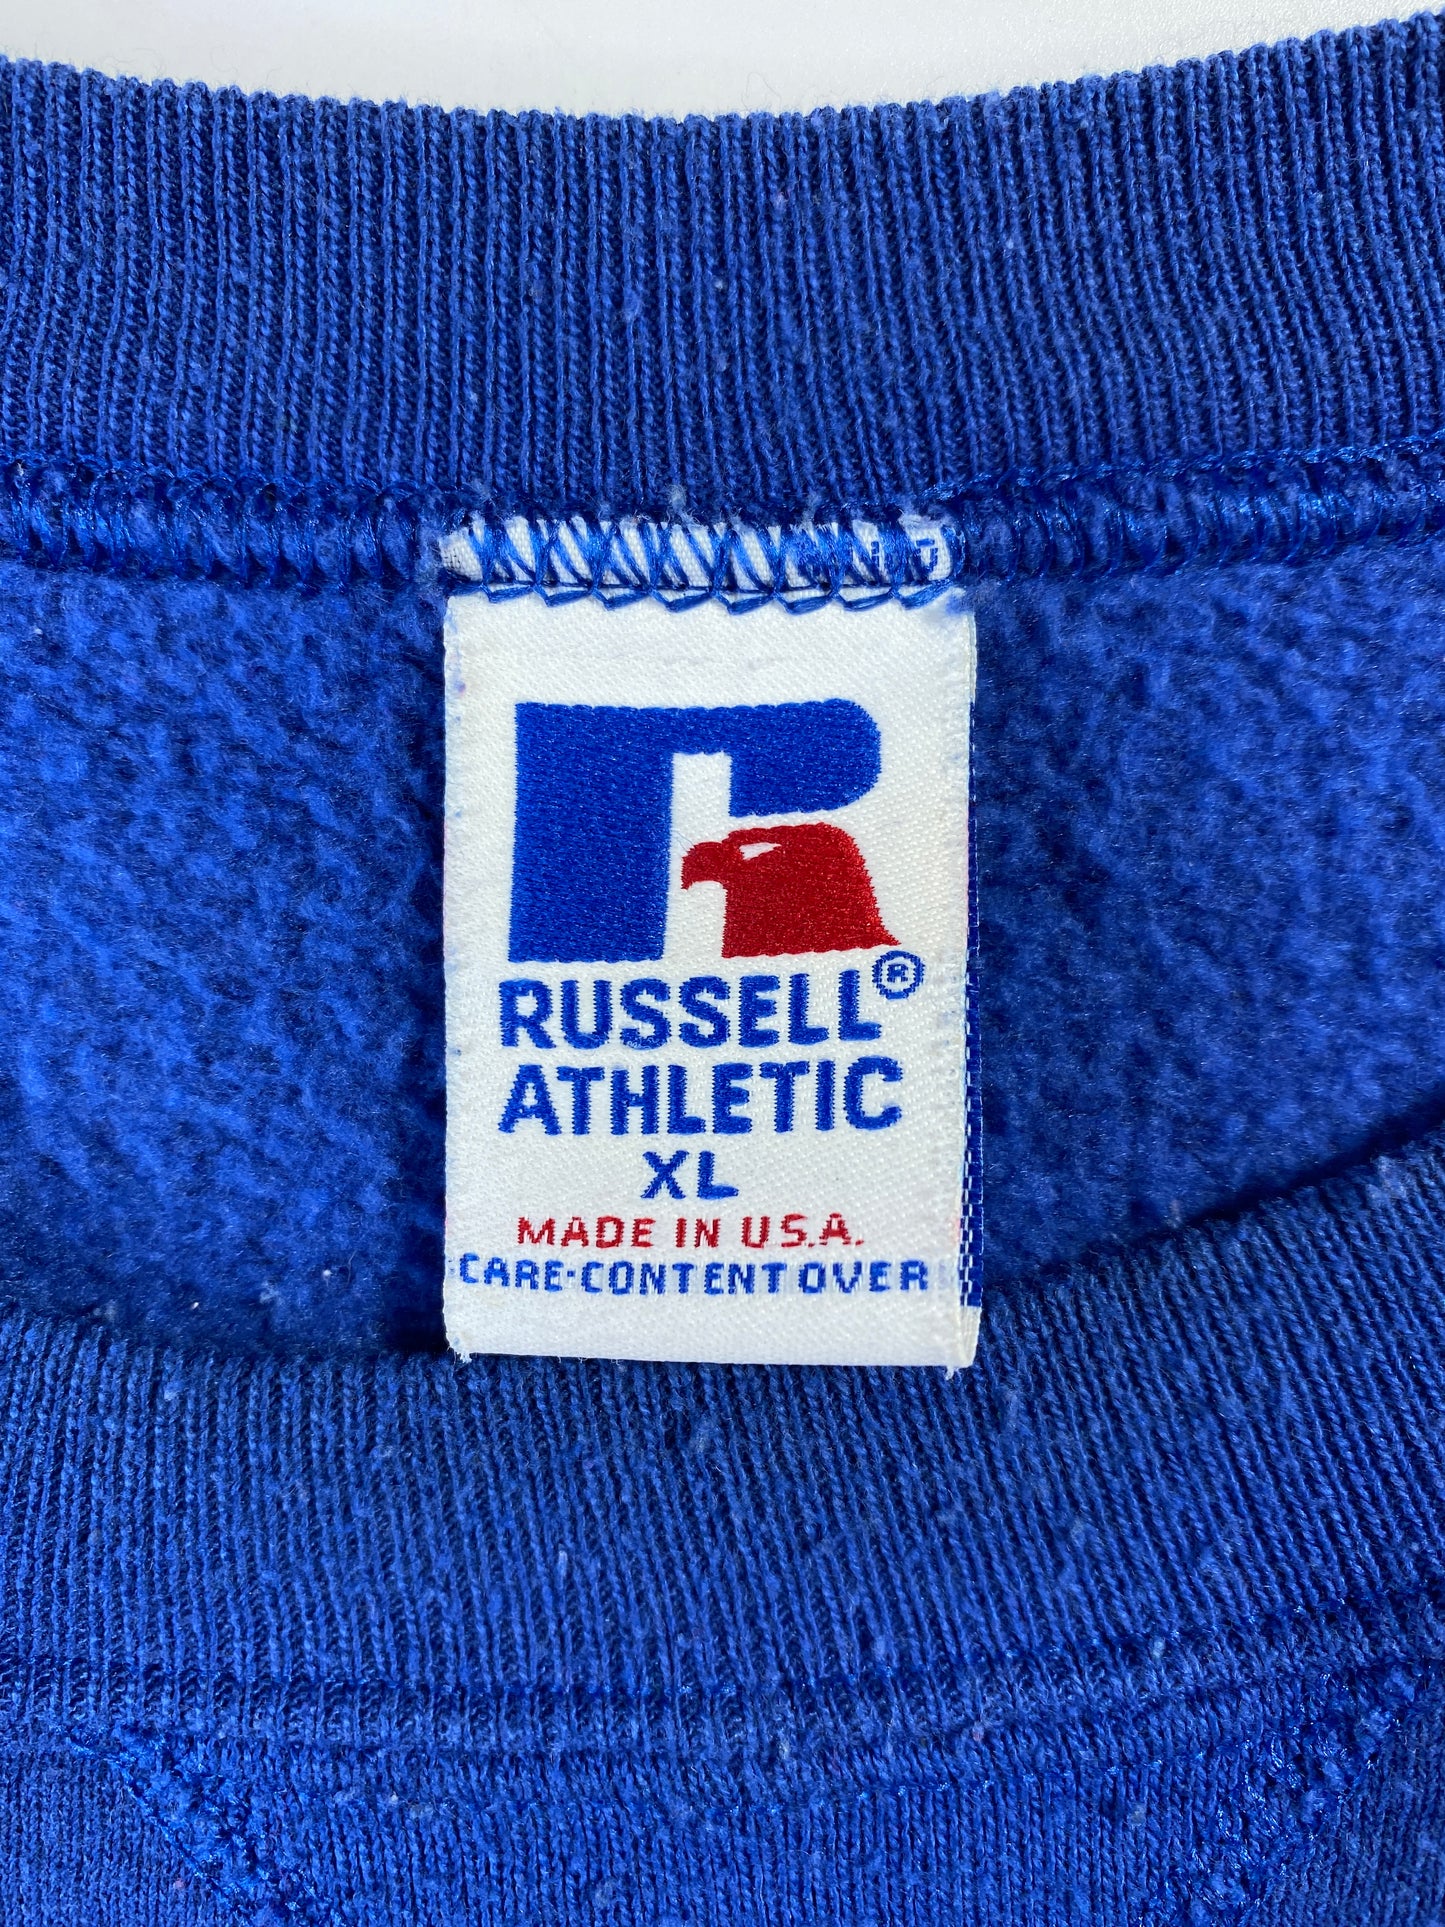 RUSSELL®
ATHLETIC
XL
MADE IN U.S.A.
CARE-CONTENT OVER